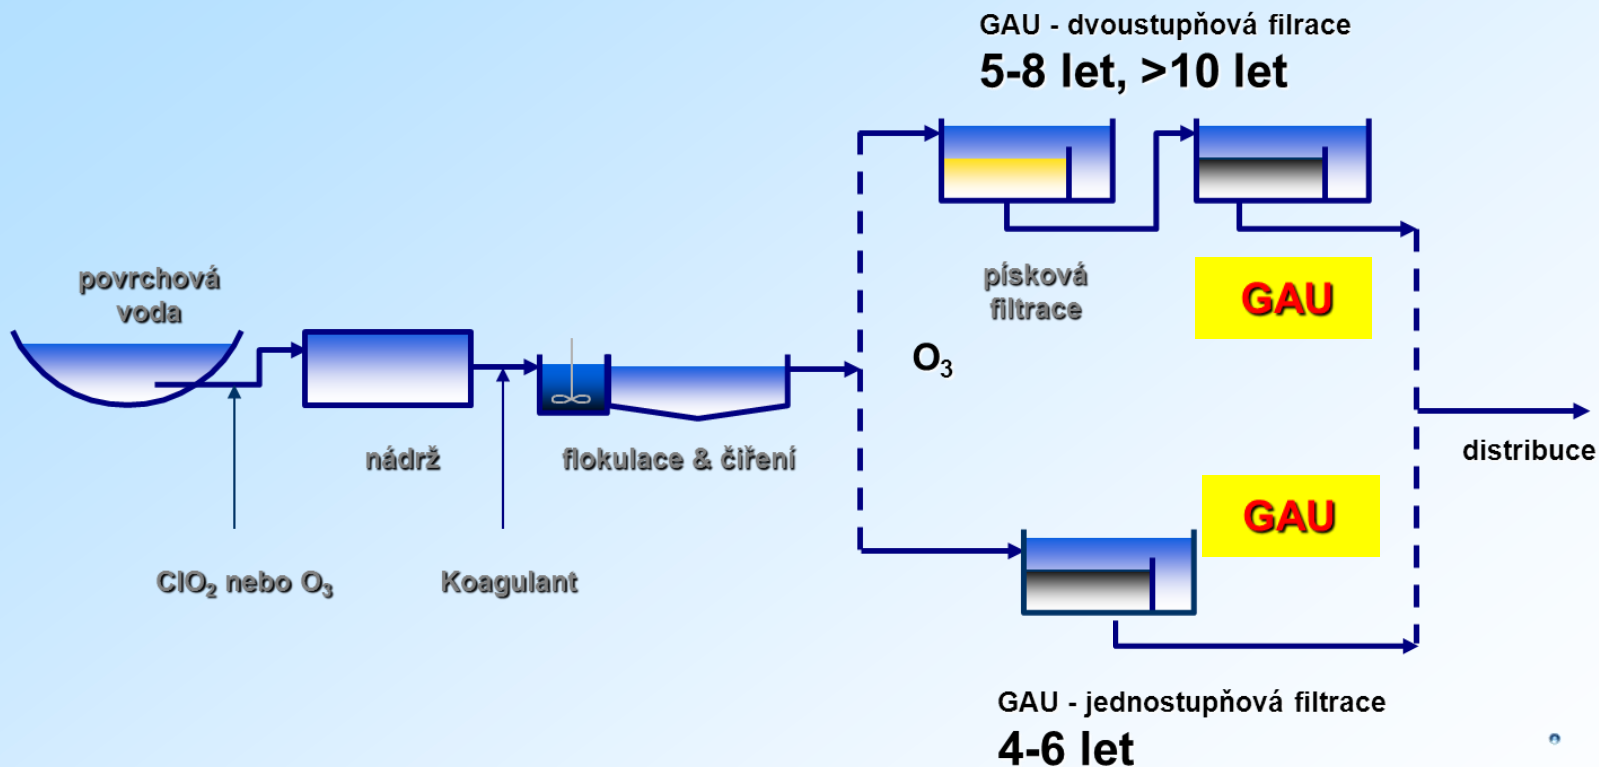 GAU - dvoustupňová filrace
5-8 let, >10 let
povrchová
voda
písková
filtrace
GAU
O₃
nádrž
flokulace & čiření
distribuce
GAU
ClO₂ nebo O₃
Koagulant
GAU - jednostupňová filtrace
4-6 let